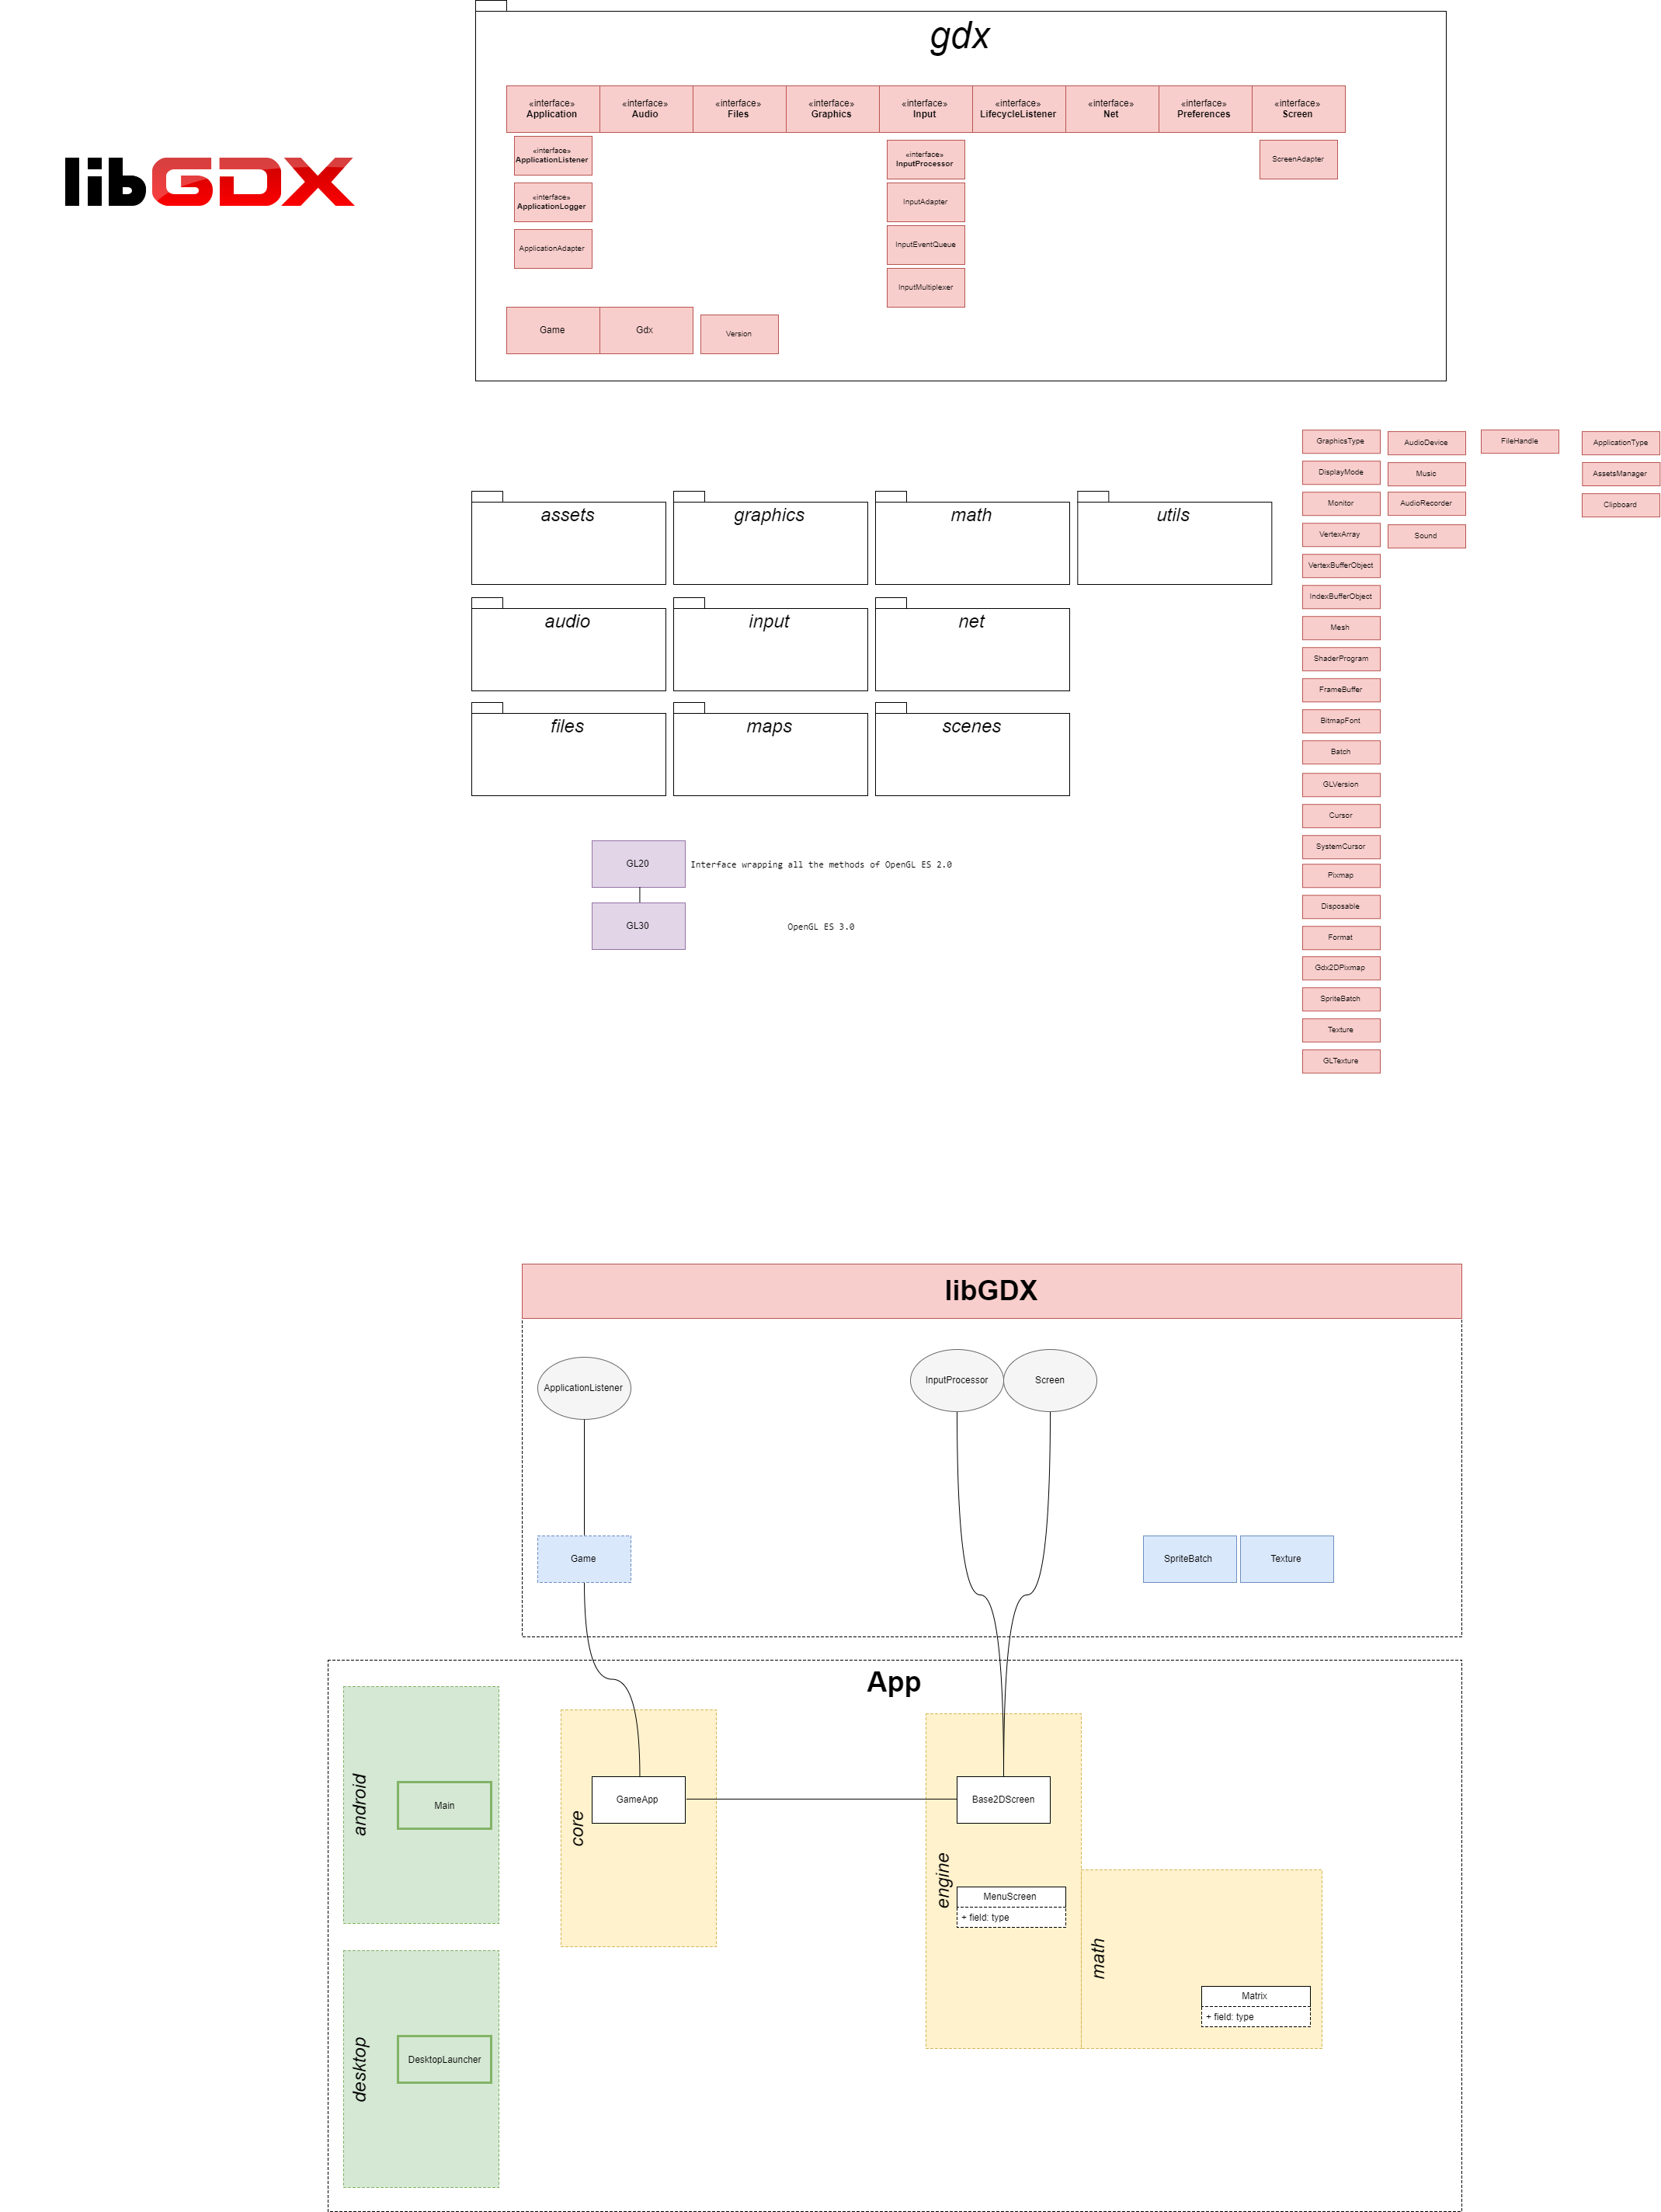 libGDX
gdx
«interface»
Application
«interface»
Audio
«interface»
Files
«interface»
Graphics
«interface»
Input
«interface»
LifecycleListener
«interface»
Net
«interface»
Preferences
«interface»
Screen
«interface»
ApplicationListener
«interface»
ApplicationLogger
ApplicationAdapter
«interface»
InputProcessor
InputAdapter
InputEventQueue
InputMultiplexer
ScreenAdapter
Game
Gdx
Version
assets
graphics
math
utils
audio
input
net
files
maps
scenes
GraphicsType
DisplayMode
Monitor
VertexArray
VertexBufferObject
IndexBufferObject
Mesh
ShaderProgram
FrameBuffer
BitmapFont
Batch
GLVersion
Cursor
SystemCursor
Pixmap
Disposable
Format
Gdx2DPixmap
SpriteBatch
Texture
GLTexture
AudioDevice
Music
AudioRecorder
Sound
FileHandle
ApplicationType
AssetsManager
Clipboard
GL20
Interface wrapping all the methods of OpenGL ES 2.0
GL30
OpenGL ES 3.0
libGDX
ApplicationListener
InputProcessor
Screen
Game
SpriteBatch
Texture
App
android
Main
core
GameApp
engine
Base2DScreen
MenuScreen
+ field: type
math
Matrix
+ field: type
desktop
DesktopLauncher